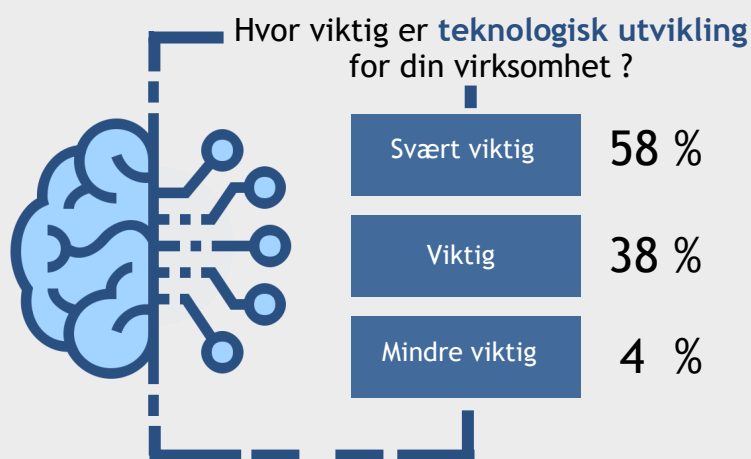 Hvor viktig er teknologisk utvikling
for din virksomhet ?
Svært viktig 58 %
Viktig 38 %
Mindre viktig 4 %